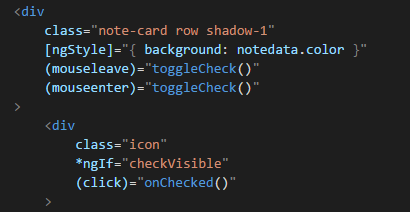 <div
class="note-card row shadow-1"
[ngStyle]="{ background: notedata.color }"
(mouseleave)="toggleCheck()"
(mouseenter)="toggleCheck()"
>
<div
class="icon"
*ngIf="checkVisible"
(click)="onChecked()"
>